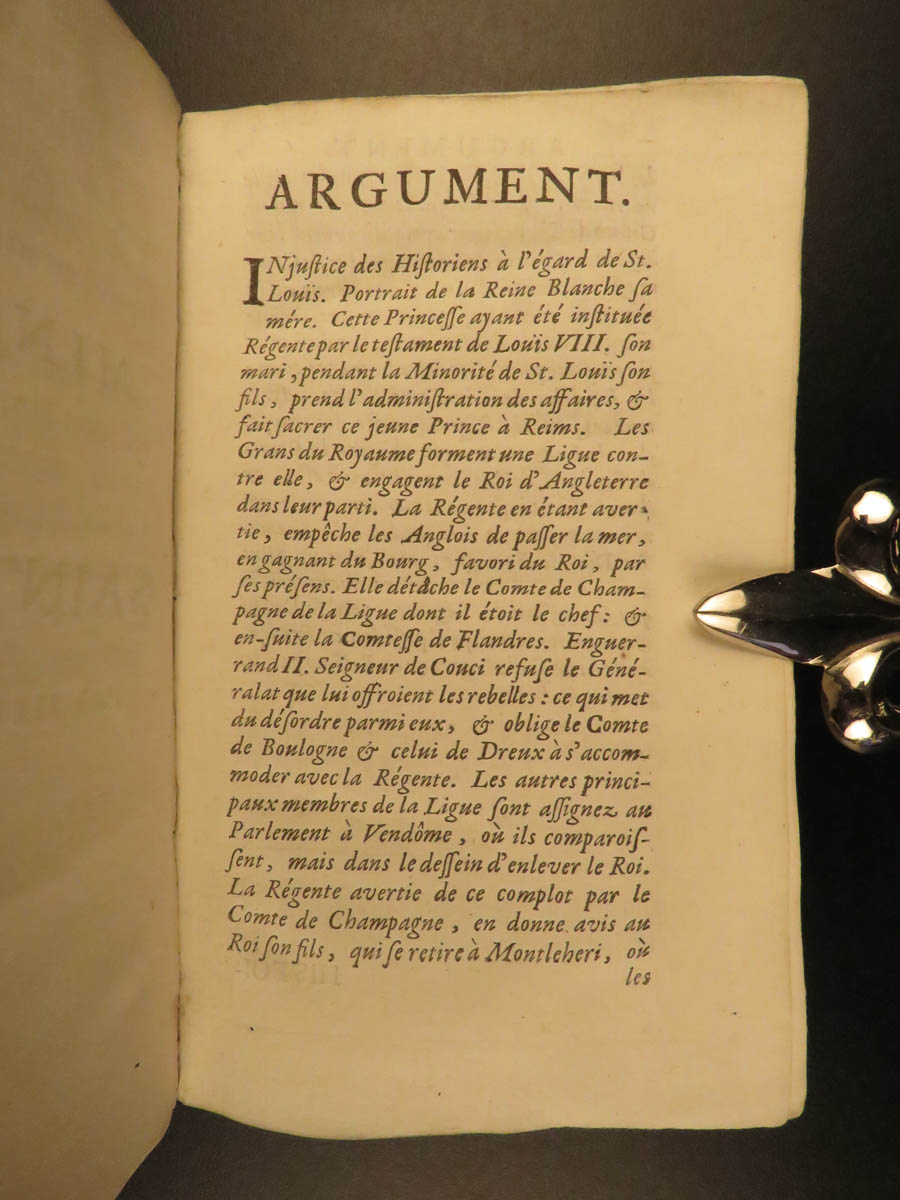 ARGUMENT.
INjuſtice des Hiſtoriens à l'égard de St.
Louïs. Portrait de la Reine Blanche ſa
mére. Cette Princeſſe ayant été inſtituée
Régente par le teſtament de Louïs VIII. ſon
mari, pendant la Minorité de St. Louïs ſon
fils, prend l'adminiſtration des affaires, &
fait ſacrer ce jeune Prince à Reims. Les
Grans du Royaume forment une Ligue con-
tre elle, & engagent le Roi d'Angleterre
dans leur parti. La Régente en étant aver-
tie, empêche les Anglois de paſſer la mer,
en gagnant du Bourg, favori du Roi, par
ſes préſens. Elle détache le Comte de Cham-
pagne de la Ligue dont il étoit le chef: &
en-ſuite la Comteſſe de Flandres. Enguer-
rand II. Seigneur de Couci refuſe le Géné-
ralat que lui offroient les rebelles: ce qui met
du déſordre parmi eux, & oblige le Comte
de Boulogne & celui de Dreux à s'accom-
moder avec la Régente. Les autres princi-
paux membres de la Ligue ſont aſſignez au
Parlement à Vendôme, où ils comparoiſ-
ſent, mais dans le deſſein d'enlever le Roi.
La Régente avertie de ce complot par le
Comte de Champagne, en donne avis au
Roi ſon fils, qui ſe retire à Montleheri, où
les